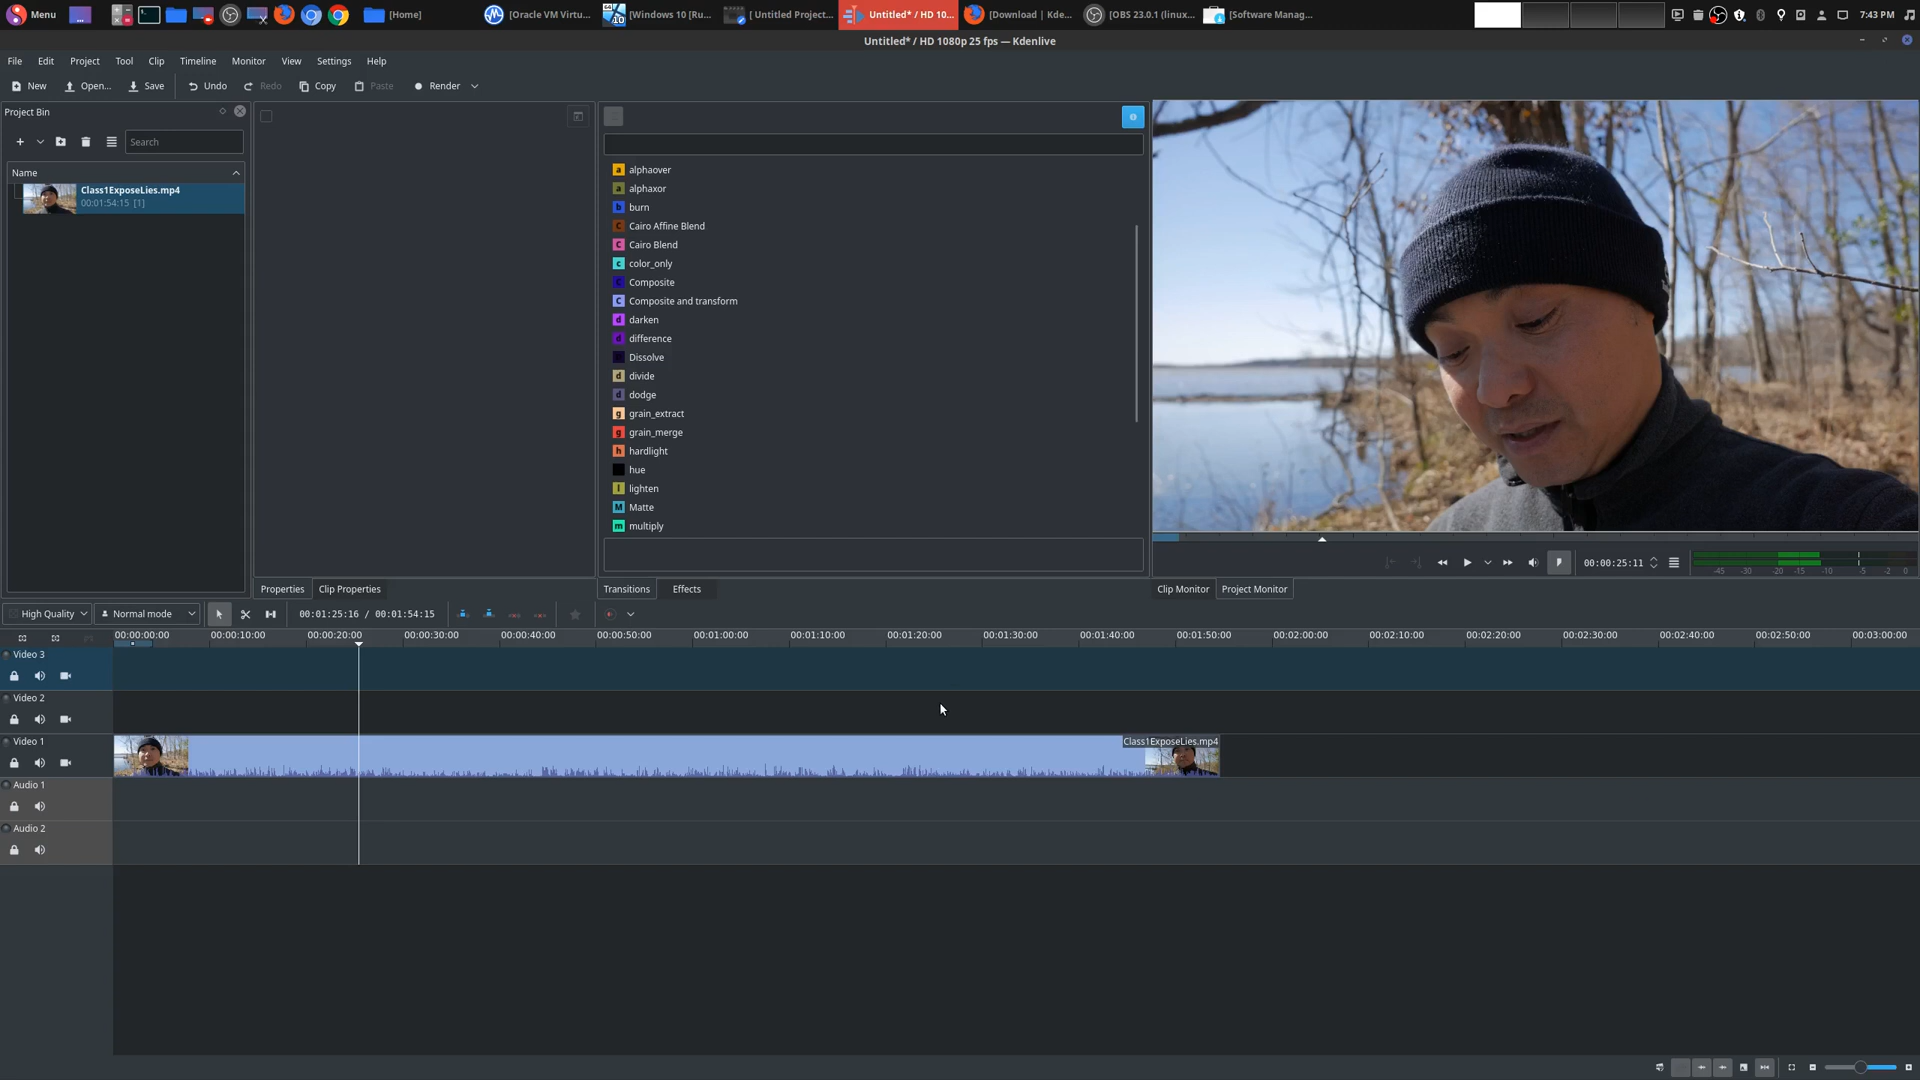 Menu [Home] [Oracle VM Virtu... [Windows 10 [Ru... [ Untitled Project... Untitled* / HD 10... [Download | Kde... [OBS 23.0.1 (linux... [Software Manag... 7:43 PM
Untitled* / HD 1080p 25 fps — Kdenlive
File Edit Project Tool Clip Timeline Monitor View Settings Help
New Open... Save Undo Redo Copy Paste Render
Project Bin
Search
Name
Class1ExposeLies.mp4
00:01:54:15 [1]
a alphaover
a alphaxor
b burn
C Cairo Affine Blend
C Cairo Blend
c color_only
C Composite
C Composite and transform
d darken
d difference
Dissolve
d divide
d dodge
g grain_extract
g grain_merge
h hardlight
hue
l lighten
M Matte
m multiply
00:00:25:11
-45 -30 -20 -15 -10 -5 -2 0
Properties Clip Properties
Transitions Effects
Clip Monitor Project Monitor
High Quality Normal mode 00:01:25:16 / 00:01:54:15
00:00:00:00 00:00:10:00 00:00:20:00 00:00:30:00 00:00:40:00 00:00:50:00 00:01:00:00 00:01:10:00 00:01:20:00 00:01:30:00 00:01:40:00 00:01:50:00 00:02:00:00 00:02:10:00 00:02:20:00 00:02:30:00 00:02:40:00 00:02:50:00 00:03:00:00
Video 3
Video 2
Video 1
Class1ExposeLies.mp4
Audio 1
Audio 2